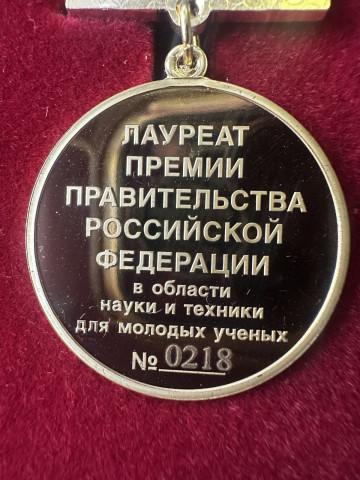 ЛАУРЕАТ
ПРЕМИИ
ПРАВИТЕЛЬСТВА
РОССИЙСКОЙ
ФЕДЕРАЦИИ
в области
науки и техники
для молодых ученых
№ 0218